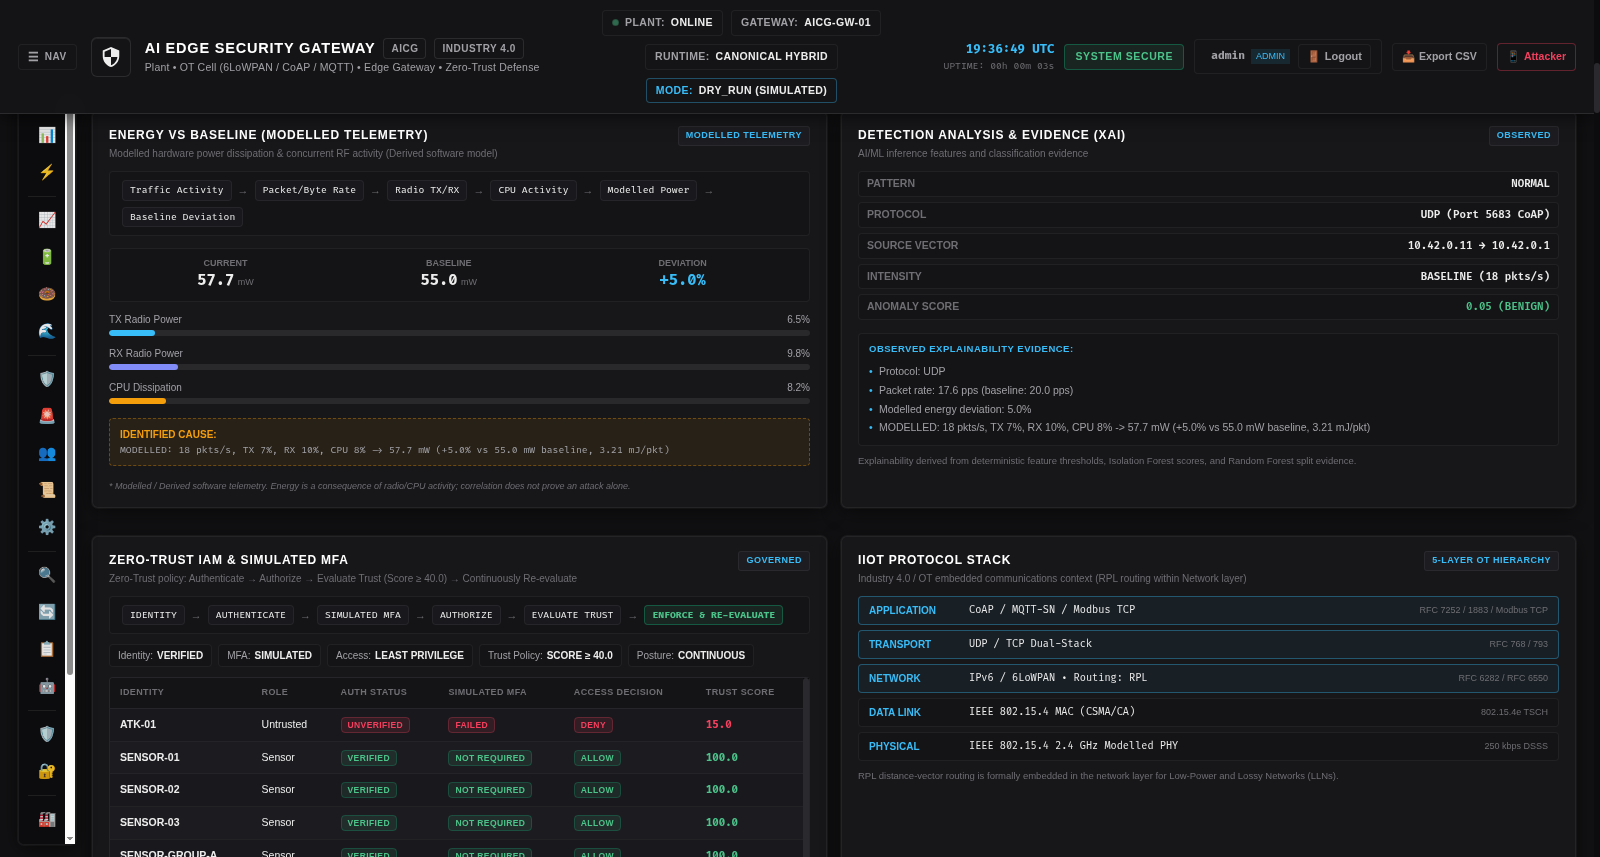 ☰ NAV
AI EDGE SECURITY GATEWAY AICG INDUSTRY 4.0
Plant • OT Cell (6LoWPAN / CoAP / MQTT) • Edge Gateway • Zero-Trust Defense
PLANT: ONLINE GATEWAY: AICG-GW-01
RUNTIME: CANONICAL HYBRID
MODE: DRY_RUN (SIMULATED)
19:36:49 UTC
UPTIME: 00h 00m 03s
SYSTEM SECURE
admin ADMIN Logout
Export CSV
Attacker
ENERGY VS BASELINE (MODELLED TELEMETRY) MODELLED TELEMETRY
Modelled hardware power dissipation & concurrent RF activity (Derived software model)
Traffic Activity → Packet/Byte Rate → Radio TX/RX → CPU Activity → Modelled Power →
Baseline Deviation
CURRENT BASELINE DEVIATION
57.7 mW 55.0 mW +5.0%
TX Radio Power 6.5%
RX Radio Power 9.8%
CPU Dissipation 8.2%
IDENTIFIED CAUSE:
MODELLED: 18 pkts/s, TX 7%, RX 10%, CPU 8% -> 57.7 mW (+5.0% vs 55.0 mW baseline, 3.21 mJ/pkt)
* Modelled / Derived software telemetry. Energy is a consequence of radio/CPU activity; correlation does not prove an attack alone.
DETECTION ANALYSIS & EVIDENCE (XAI) OBSERVED
AI/ML inference features and classification evidence
PATTERN NORMAL
PROTOCOL UDP (Port 5683 CoAP)
SOURCE VECTOR 10.42.0.11 → 10.42.0.1
INTENSITY BASELINE (18 pkts/s)
ANOMALY SCORE 0.05 (BENIGN)
OBSERVED EXPLAINABILITY EVIDENCE:
• Protocol: UDP
• Packet rate: 17.6 pps (baseline: 20.0 pps)
• Modelled energy deviation: 5.0%
• MODELLED: 18 pkts/s, TX 7%, RX 10%, CPU 8% -> 57.7 mW (+5.0% vs 55.0 mW baseline, 3.21 mJ/pkt)
Explainability derived from deterministic feature thresholds, Isolation Forest scores, and Random Forest split evidence.
ZERO-TRUST IAM & SIMULATED MFA GOVERNED
Zero-Trust policy: Authenticate → Authorize → Evaluate Trust (Score ≥ 40.0) → Continuously Re-evaluate
IDENTITY → AUTHENTICATE → SIMULATED MFA → AUTHORIZE → EVALUATE TRUST → ENFORCE & RE-EVALUATE
Identity: VERIFIED MFA: SIMULATED Access: LEAST PRIVILEGE Trust Policy: SCORE ≥ 40.0 Posture: CONTINUOUS
IDENTITY ROLE AUTH STATUS SIMULATED MFA ACCESS DECISION TRUST SCORE
ATK-01 Untrusted UNVERIFIED FAILED DENY 15.0
SENSOR-01 Sensor VERIFIED NOT REQUIRED ALLOW 100.0
SENSOR-02 Sensor VERIFIED NOT REQUIRED ALLOW 100.0
SENSOR-03 Sensor VERIFIED NOT REQUIRED ALLOW 100.0
SENSOR-GROUP-A Sensor VERIFIED NOT REQUIRED ALLOW 100.0
IIOT PROTOCOL STACK 5-LAYER OT HIERARCHY
Industry 4.0 / OT embedded communications context (RPL routing within Network layer)
APPLICATION CoAP / MQTT-SN / Modbus TCP RFC 7252 / 1883 / Modbus TCP
TRANSPORT UDP / TCP Dual-Stack RFC 768 / 793
NETWORK IPv6 / 6LoWPAN • Routing: RPL RFC 6282 / RFC 6550
DATA LINK IEEE 802.15.4 MAC (CSMA/CA) 802.15.4e TSCH
PHYSICAL IEEE 802.15.4 2.4 GHz Modelled PHY 250 kbps DSSS
RPL distance-vector routing is formally embedded in the network layer for Low-Power and Lossy Networks (LLNs).